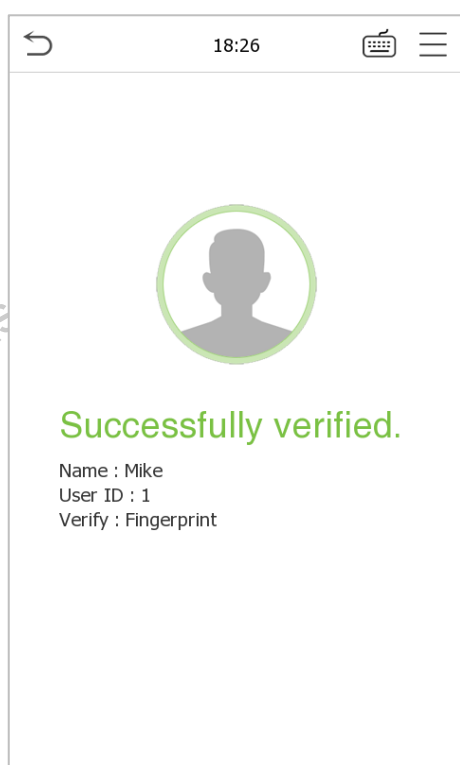 18:26
Successfully verified.
Name : Mike
User ID : 1
Verify : Fingerprint